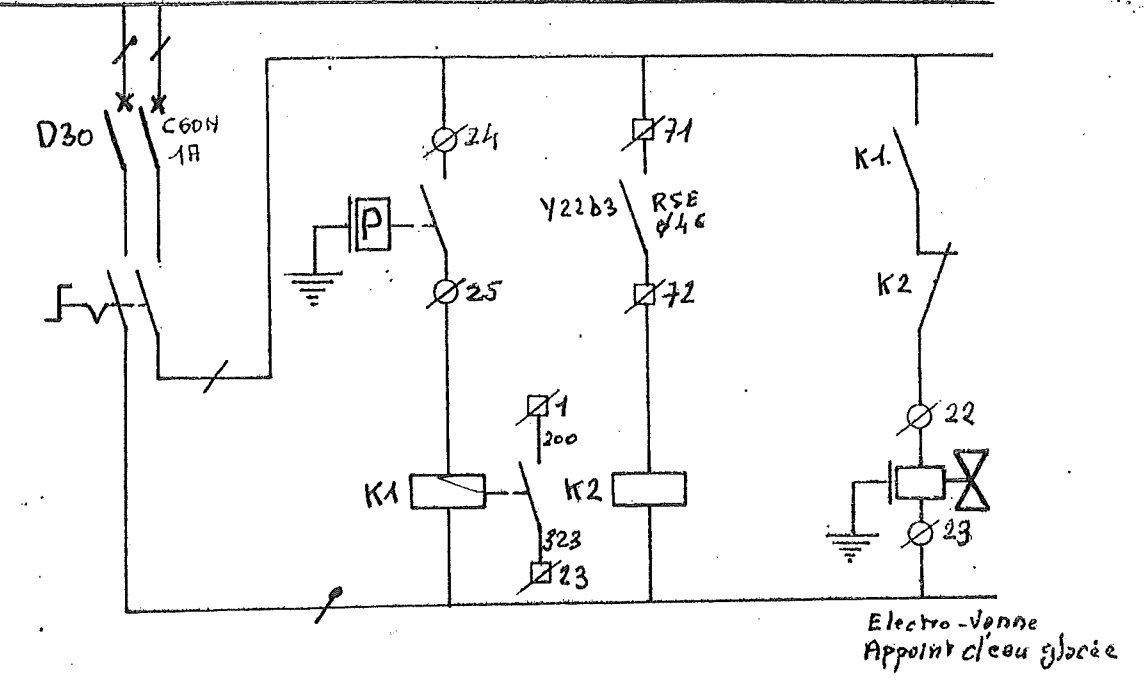 D30
C60N
1A
24
P
25
K1
1
200
323
23
71
Y22b3
RSE
72
K2
K1.
K2
22
23
Electro-Vanne
Appoint d'eau glacée